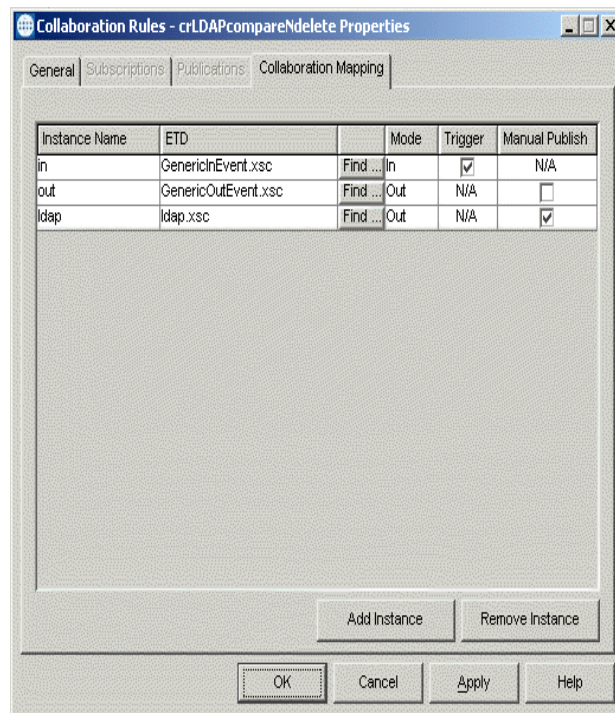 Collaboration Rules - crLDAPcompareNdelete Properties
General Subscriptions Publications Collaboration Mapping
Instance Name ETD Mode Trigger Manual Publish
in GenericInEvent.xsc Find ... In N/A
out GenericOutEvent.xsc Find ... Out N/A
ldap ldap.xsc Find ... Out N/A
Add Instance Remove Instance
OK Cancel Apply Help